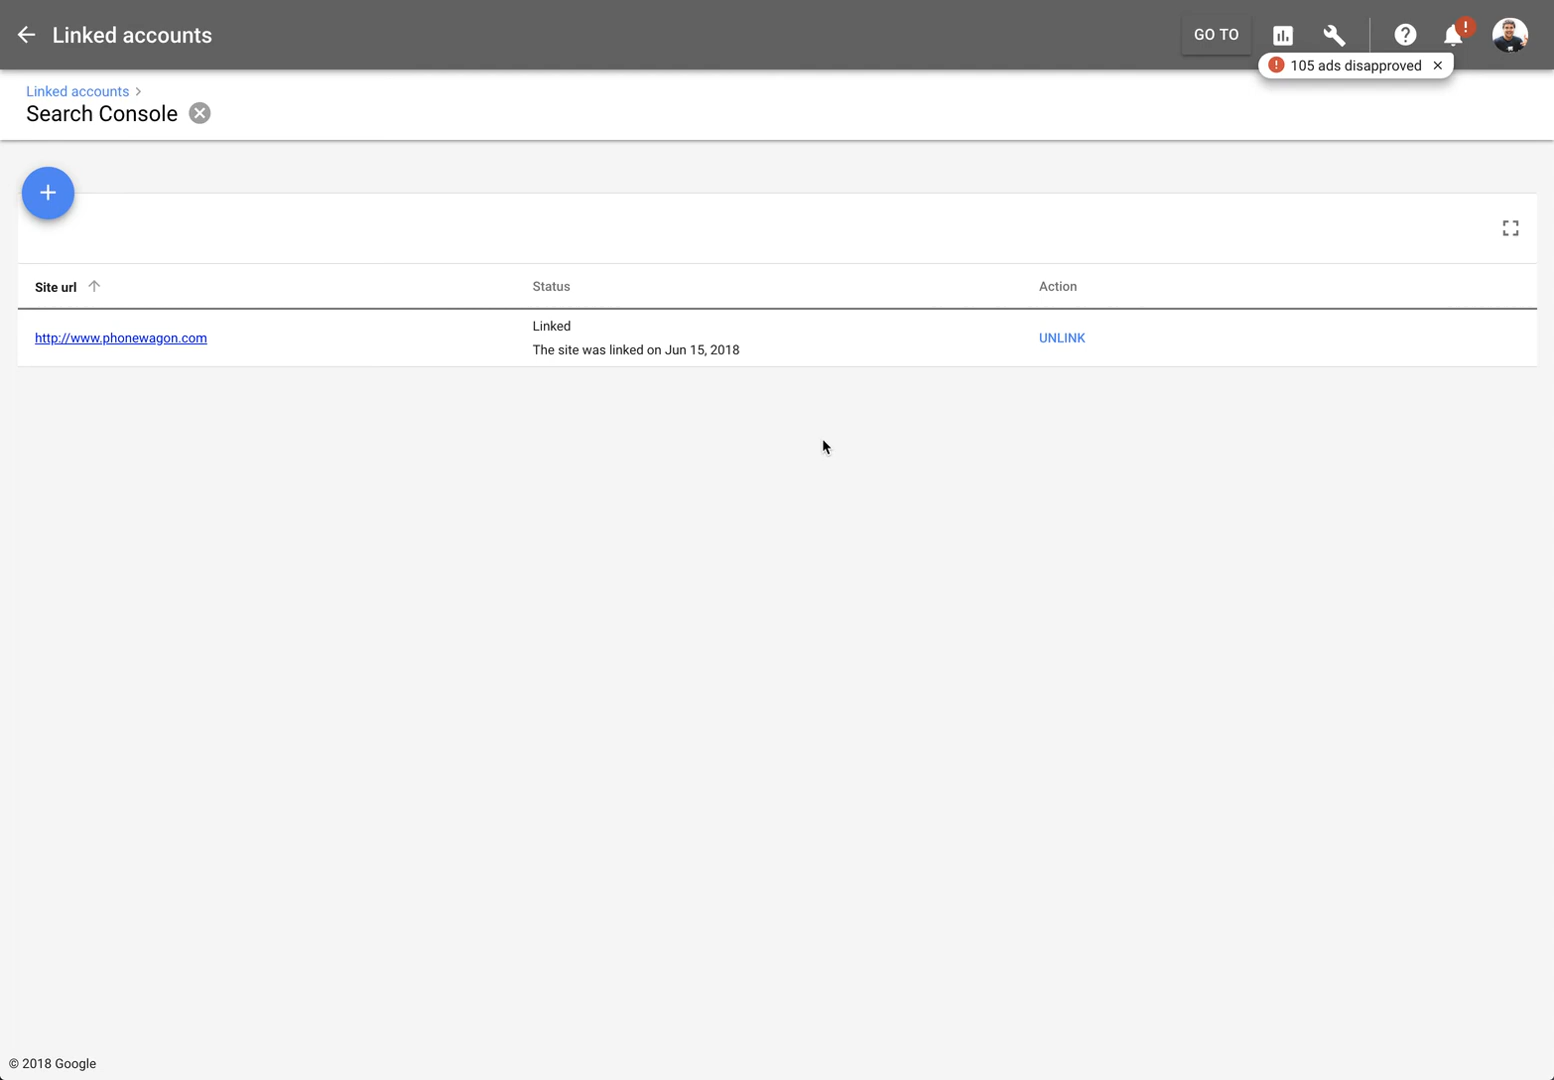 Linked accounts
GO TO
105 ads disapproved
Linked accounts
Search Console
Site url
Status
Action
http://www.phonewagon.com
Linked
The site was linked on Jun 15, 2018
UNLINK
© 2018 Google